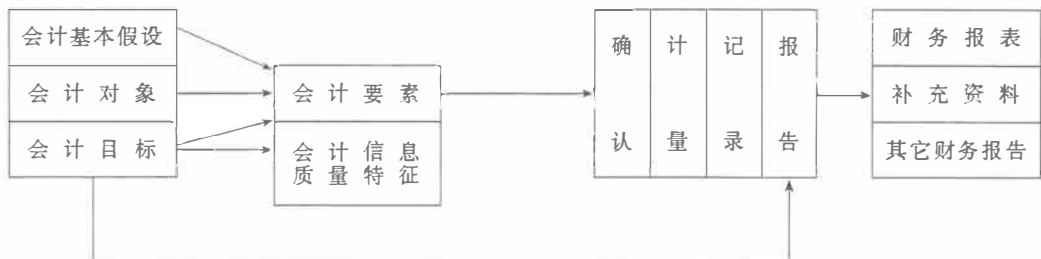 会计基本假设
会计对象
会计目标
会计要素
会计信息
质量特征
确认
计量
记录
报告
财务报表
补充资料
其它财务报告